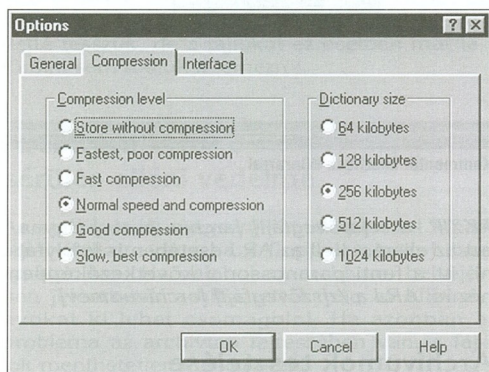 Options
General Compression Interface
Compression level
Store without compression
Fastest, poor compression
Fast compression
Normal speed and compression
Good compression
Slow, best compression
Dictionary size
64 kilobytes
128 kilobytes
256 kilobytes
512 kilobytes
1024 kilobytes
OK Cancel Help